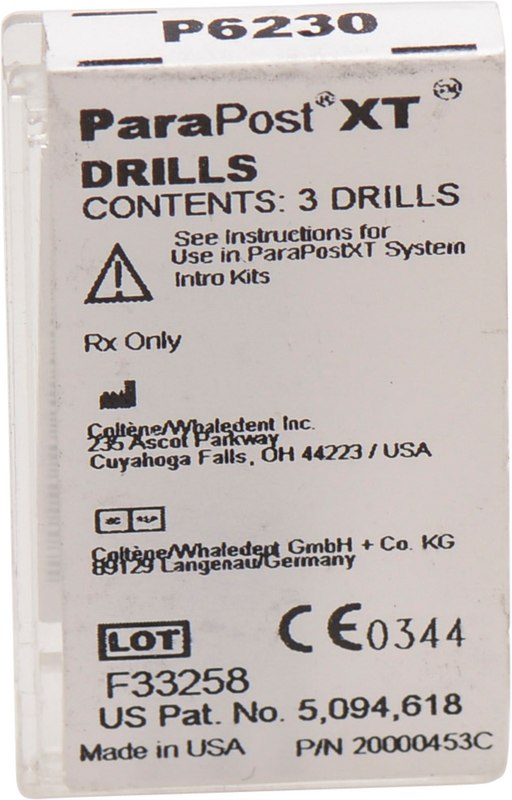 P6230
ParaPost® XT ™
DRILLS
CONTENTS: 3 DRILLS
See Instructions for
Use in ParaPostXT System
Intro Kits
Rx Only
Coltène/Whaledent Inc.
235 Ascot Parkway
Cuyahoga Falls, OH 44223 / USA
Coltène/Whaledent GmbH + Co. KG
89129 Langenau/Germany
LOT
CE0344
F33258
US Pat. No. 5,094,618
Made in USA P/N 20000453C